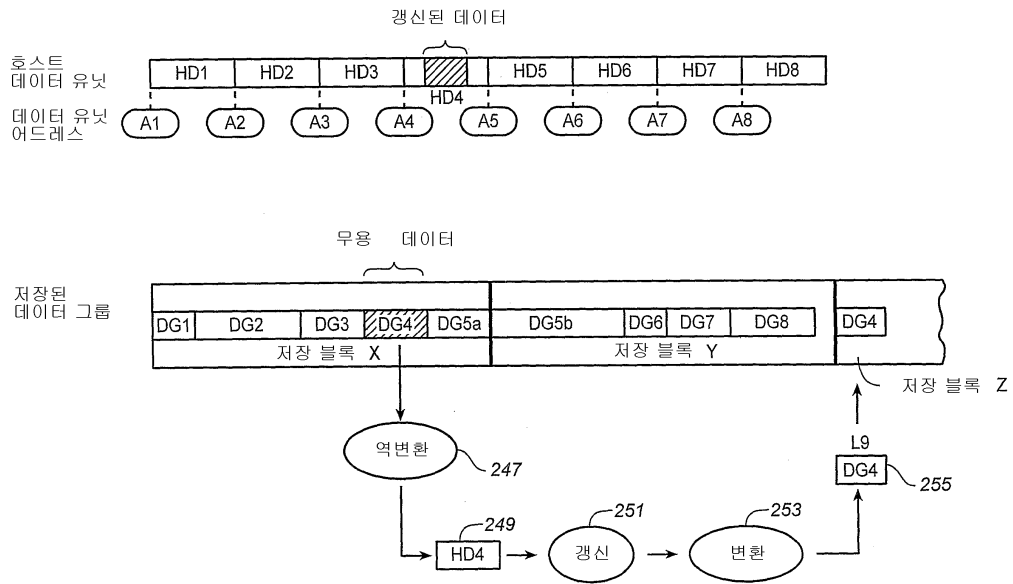 갱신된 데이터
호스트
데이터 유닛
HD1 HD2 HD3 HD5 HD6 HD7 HD8
HD4
데이터 유닛
어드레스
A1 A2 A3 A4 A5 A6 A7 A8
무용 데이터
저장된
데이터 그룹
DG1 DG2 DG3 DG4 DG5a DG5b DG6 DG7 DG8 DG4
저장 블록 X 저장 블록 Y
저장 블록 Z
역변환
247
L9
DG4
255
249
HD4
251
갱신
253
변환